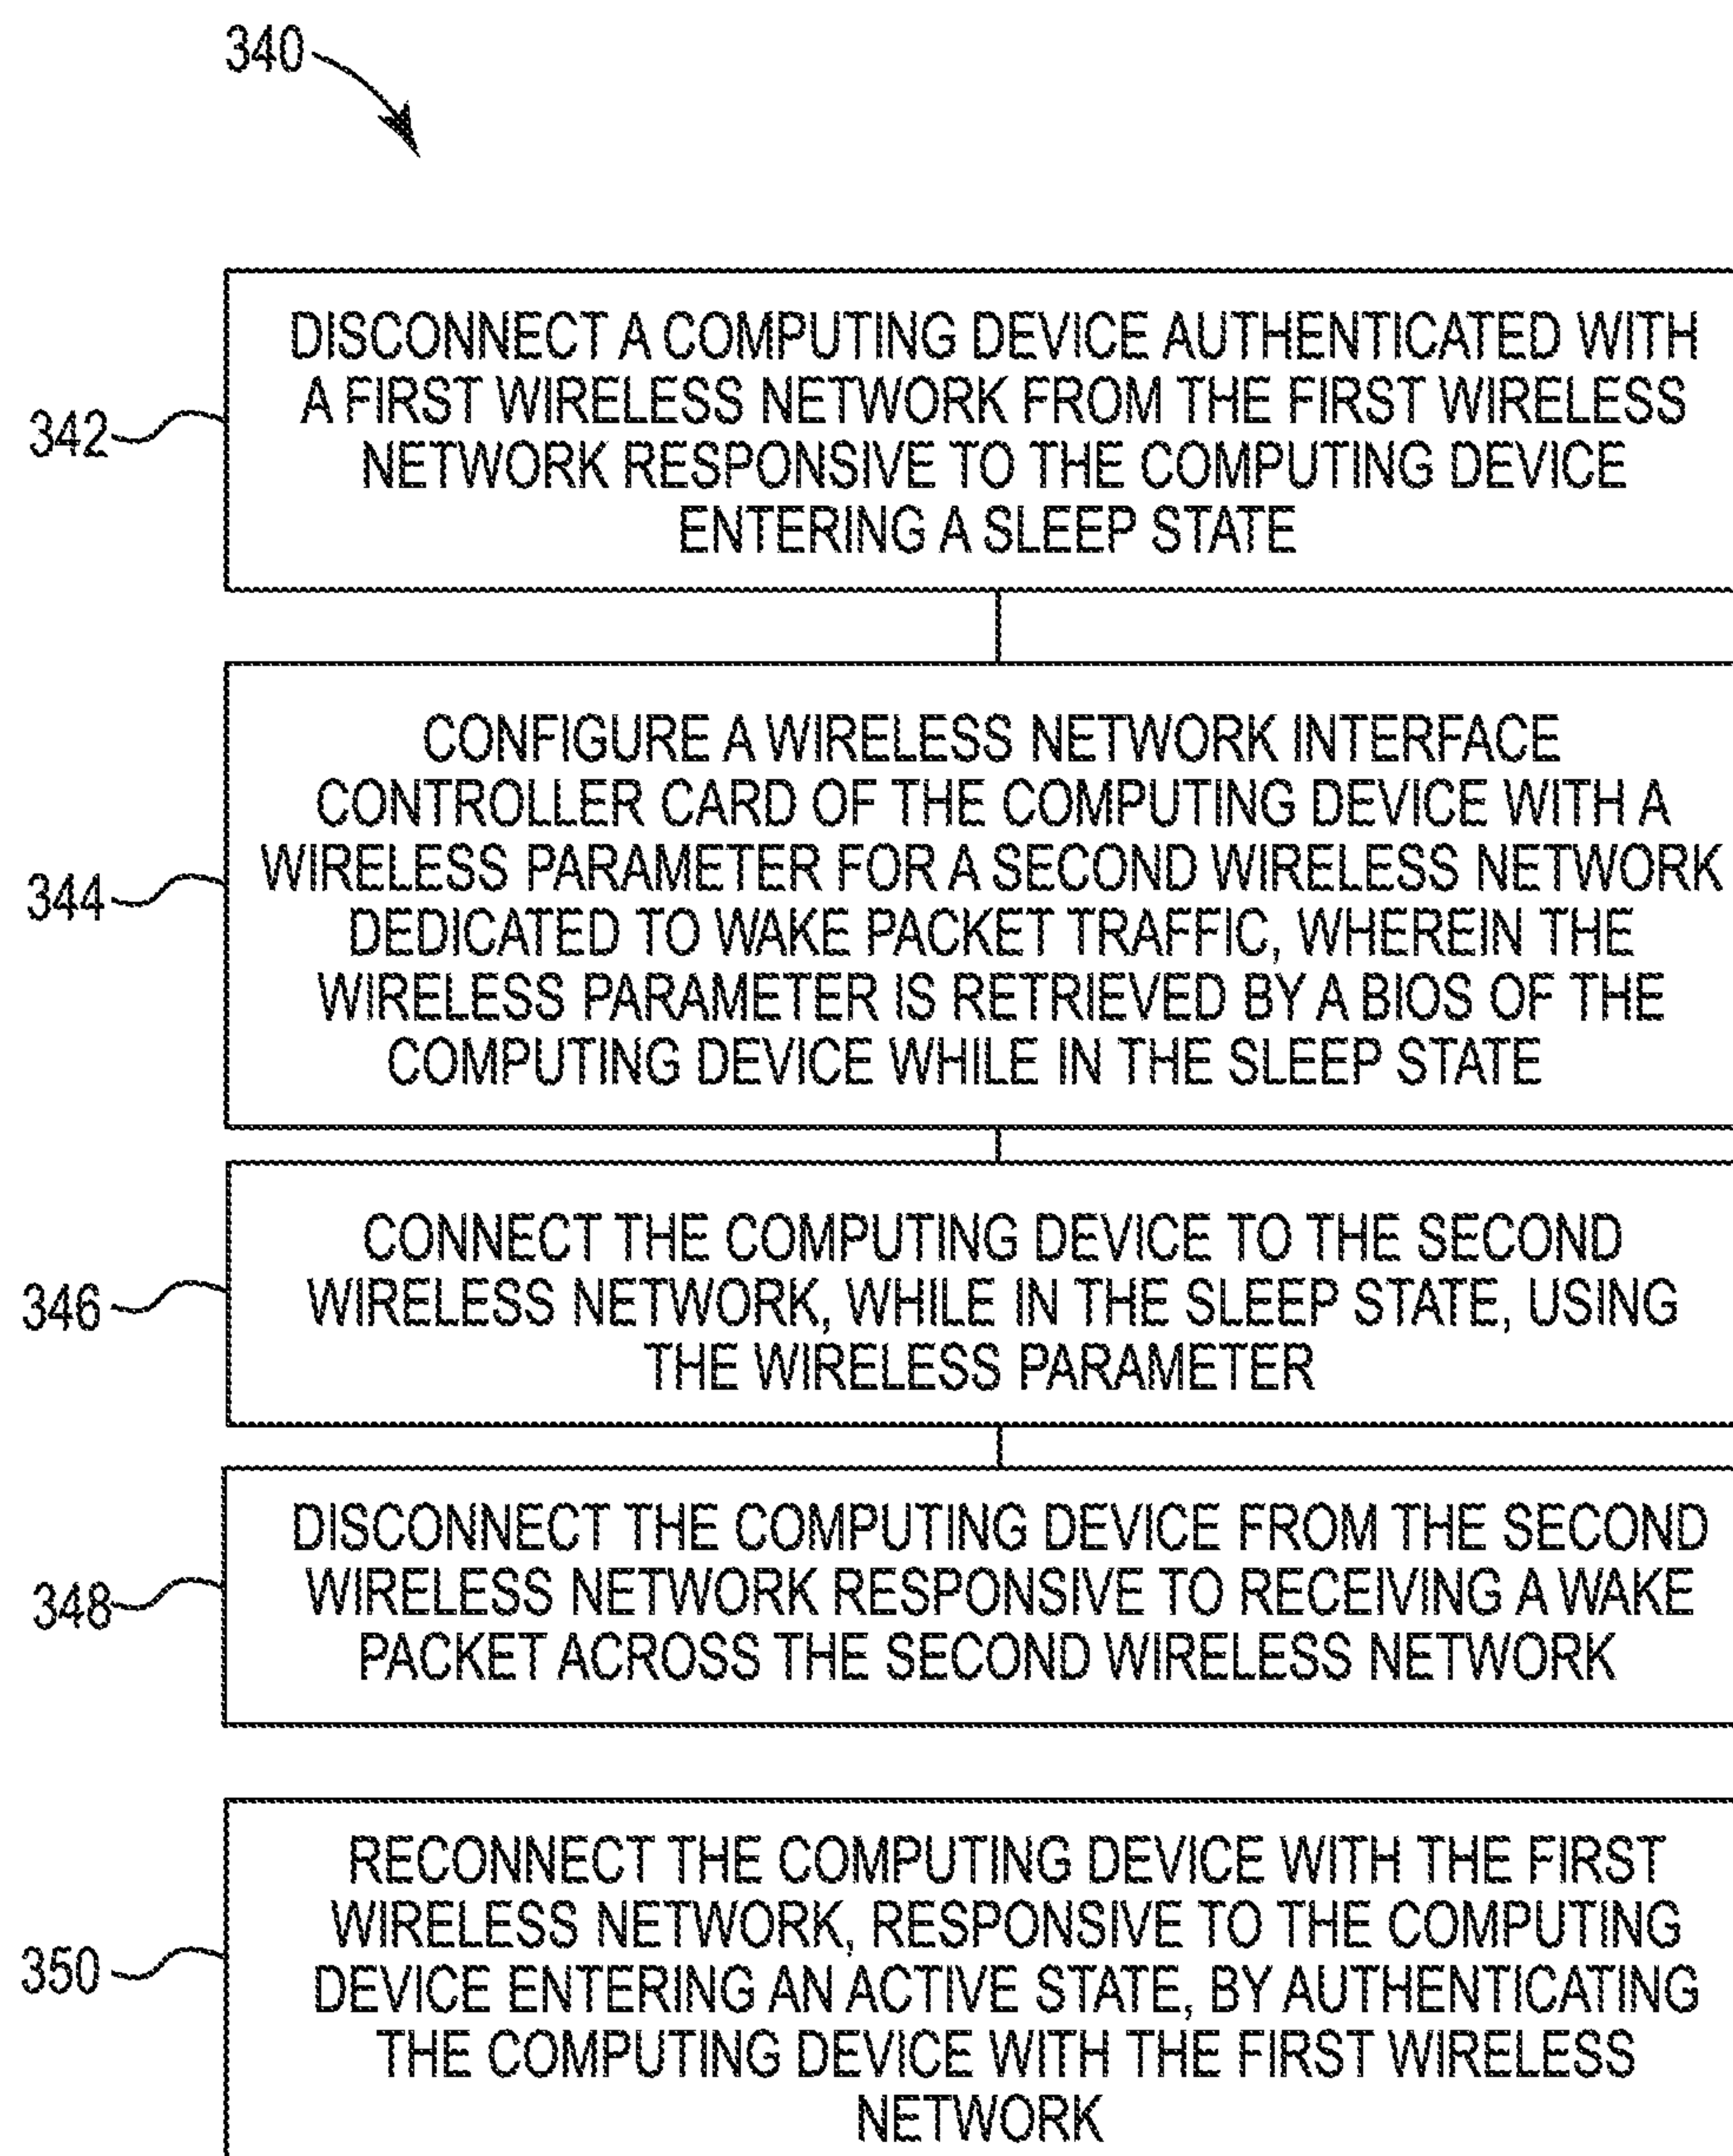 340
342
DISCONNECT A COMPUTING DEVICE AUTHENTICATED WITH
A FIRST WIRELESS NETWORK FROM THE FIRST WIRELESS
NETWORK RESPONSIVE TO THE COMPUTING DEVICE
ENTERING A SLEEP STATE
344
CONFIGURE A WIRELESS NETWORK INTERFACE
CONTROLLER CARD OF THE COMPUTING DEVICE WITH A
WIRELESS PARAMETER FOR A SECOND WIRELESS NETWORK
DEDICATED TO WAKE PACKET TRAFFIC, WHEREIN THE
WIRELESS PARAMETER IS RETRIEVED BY A BIOS OF THE
COMPUTING DEVICE WHILE IN THE SLEEP STATE
346
CONNECT THE COMPUTING DEVICE TO THE SECOND
WIRELESS NETWORK, WHILE IN THE SLEEP STATE, USING
THE WIRELESS PARAMETER
348
DISCONNECT THE COMPUTING DEVICE FROM THE SECOND
WIRELESS NETWORK RESPONSIVE TO RECEIVING A WAKE
PACKET ACROSS THE SECOND WIRELESS NETWORK
350
RECONNECT THE COMPUTING DEVICE WITH THE FIRST
WIRELESS NETWORK, RESPONSIVE TO THE COMPUTING
DEVICE ENTERING AN ACTIVE STATE, BY AUTHENTICATING
THE COMPUTING DEVICE WITH THE FIRST WIRELESS
NETWORK